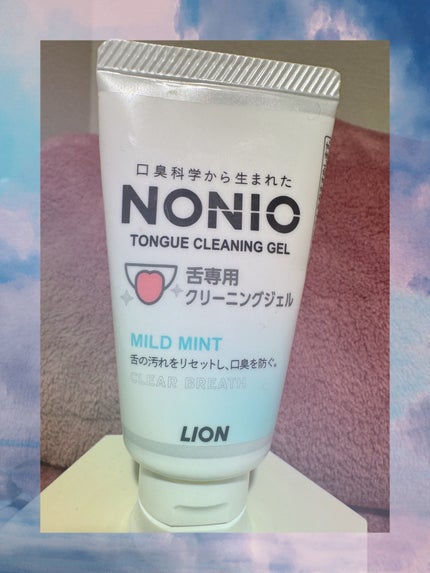 口臭科学から生まれた
NONIO
TONGUE CLEANING GEL
舌専用
クリーニングジェル
MILD MINT
舌の汚れをリセットし、口臭を防ぐ。
CLEAR BREATH
LION